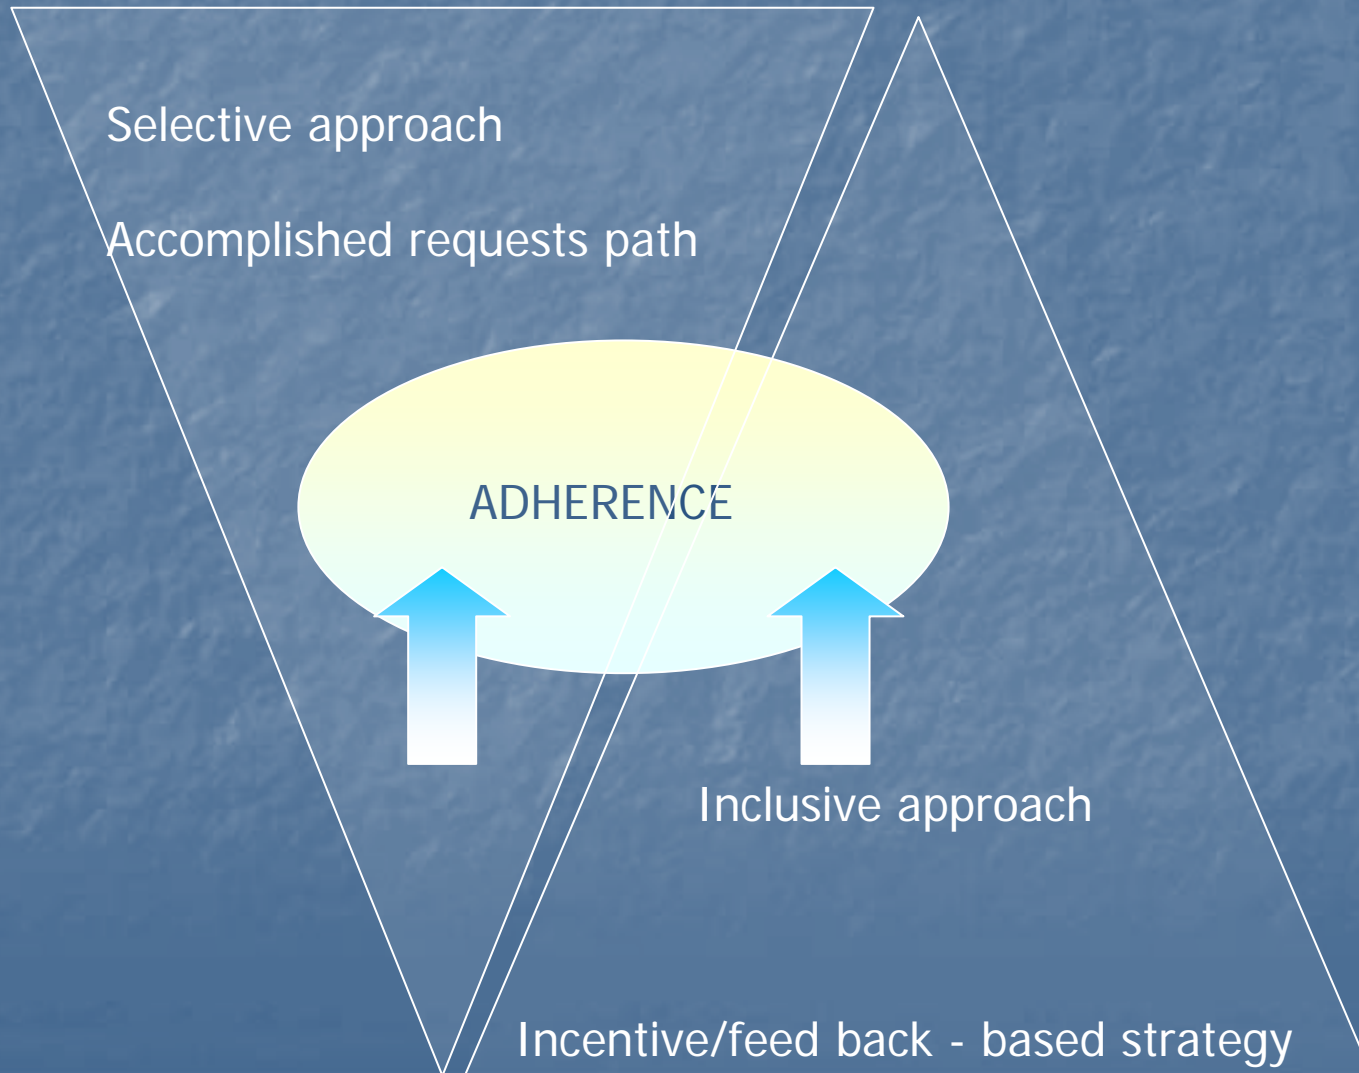 Selective approach
Accomplished requests path
ADHERENCE
Inclusive approach
Incentive/feed back - based strategy